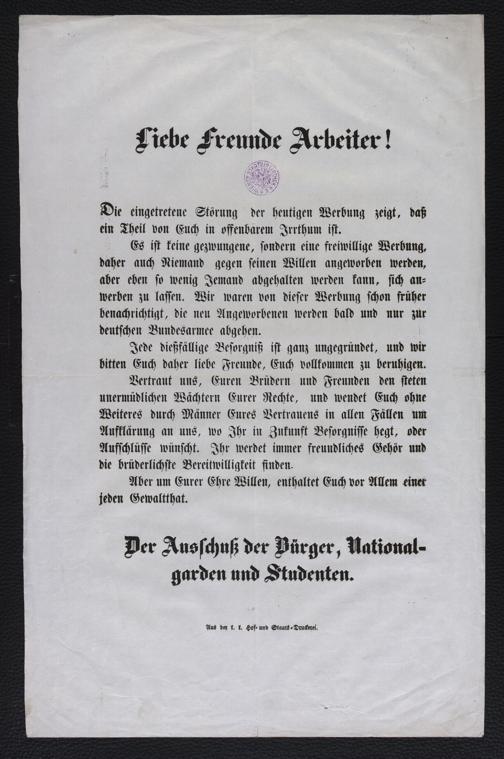 Liebe Freunde Arbeiter!
Die eingetretene Störung der heutigen Werbung zeigt, daß
ein Theil von Euch in offenbarem Irrthum ist.
Es ist keine gezwungene, sondern eine freiwillige Werbung,
daher auch Niemand gegen seinen Willen angeworben werden,
aber eben so wenig Jemand abgehalten werden kann, sich an-
werben zu lassen. Wir waren von dieser Werbung schon früher
benachrichtigt, die neu Angeworbenen werden bald und nur zur
deutschen Bundesarmee abgehen.
Jede dießfällige Besorgniß ist ganz ungegründet, und wir
bitten Euch daher liebe Freunde, Euch vollkommen zu beruhigen.
Vertraut uns, Euren Brüdern und Freunden den steten
unermüdlichen Wächtern Eurer Rechte, und wendet Euch ohne
Weiteres durch Männer Eures Vertrauens in allen Fällen um
Aufklärung an uns, wo Ihr in Zukunft Besorgnisse hegt, oder
Aufschlüsse wünscht. Ihr werdet immer freundliches Gehör und
die brüderlichste Bereitwilligkeit finden.
Aber um Eurer Ehre Willen, enthaltet Euch vor Allem einer
jeden Gewaltthat.
Der Ausschuß der Bürger, National-
garden und Studenten.
Aus der k. k. Hof- und Staats-Druckerei.